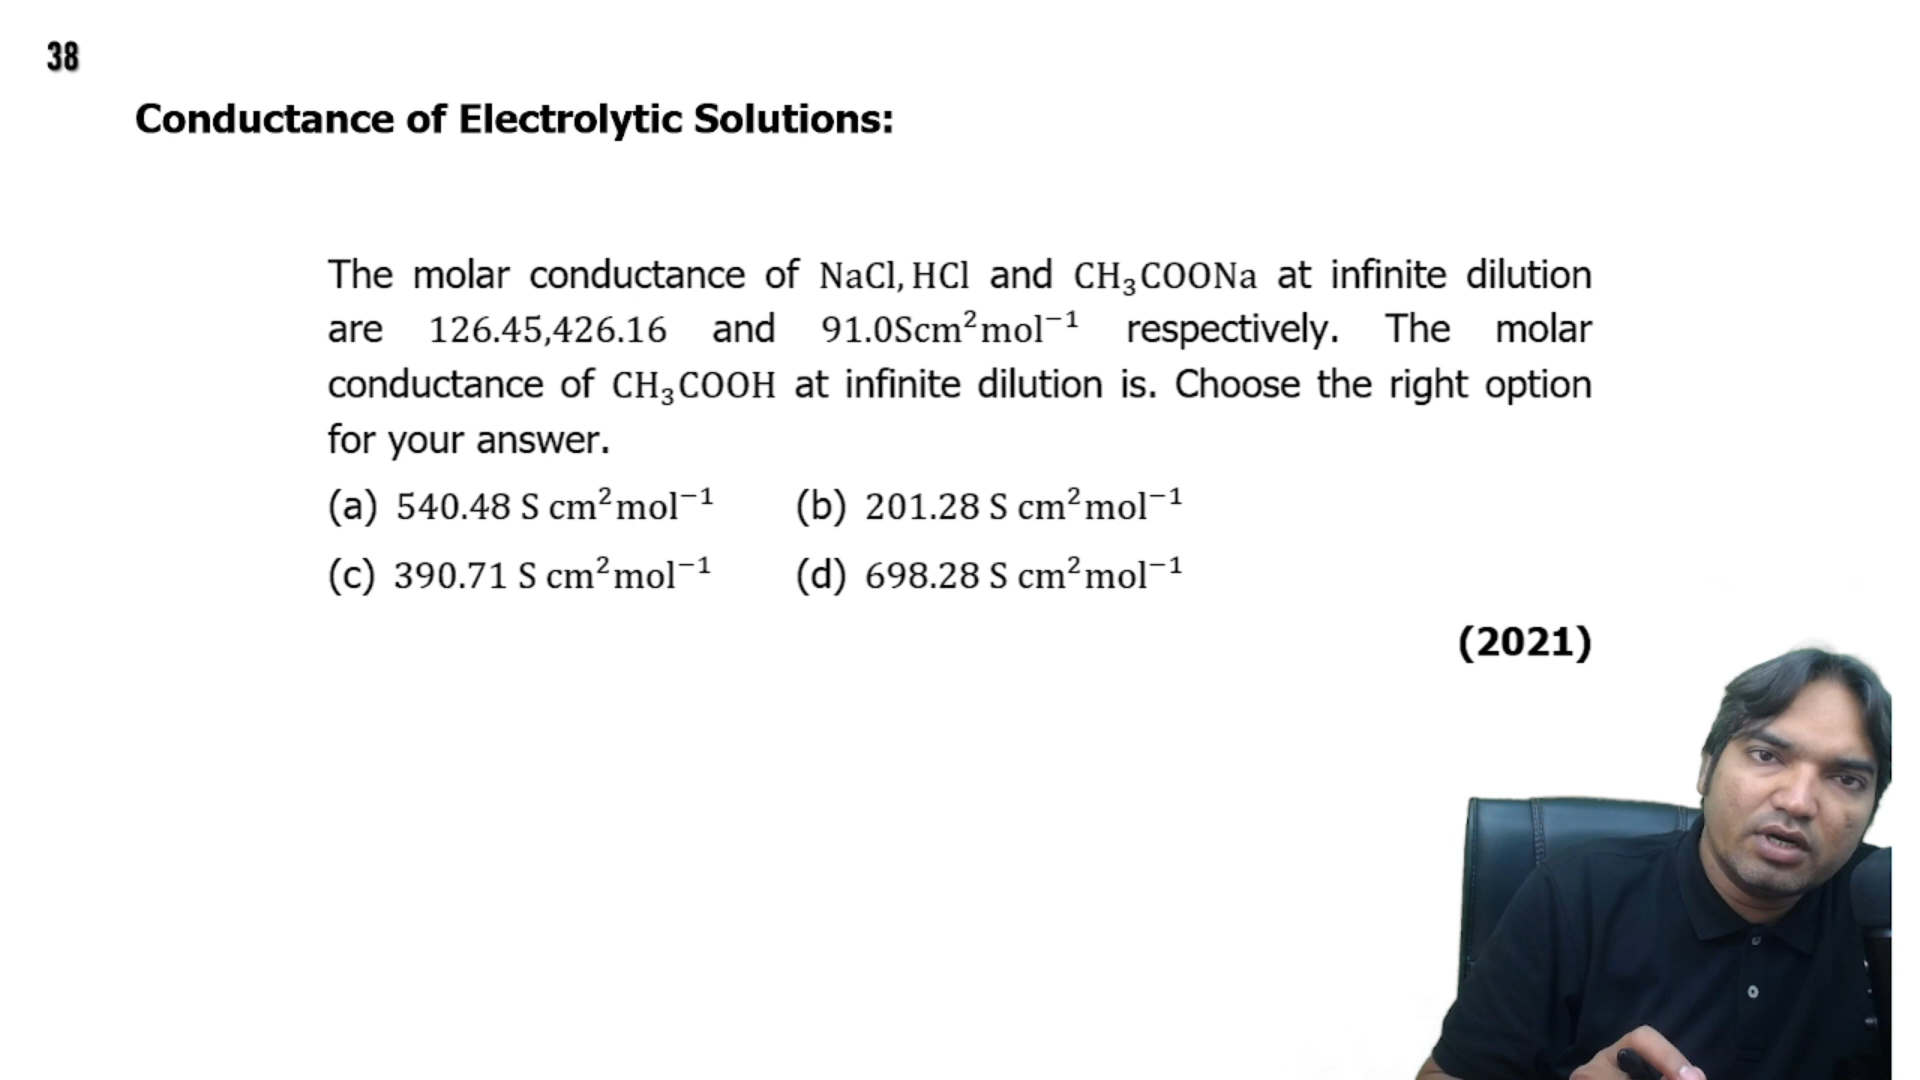 38
Conductance of Electrolytic Solutions:
The molar conductance of NaCl, HCl and CH₃COONa at infinite dilution
are 126.45,426.16 and 91.0Scm²mol⁻¹ respectively. The molar
conductance of CH₃COOH at infinite dilution is. Choose the right option
for your answer.
(a) 540.48 S cm²mol⁻¹ (b) 201.28 S cm²mol⁻¹
(c) 390.71 S cm²mol⁻¹ (d) 698.28 S cm²mol⁻¹
(2021)